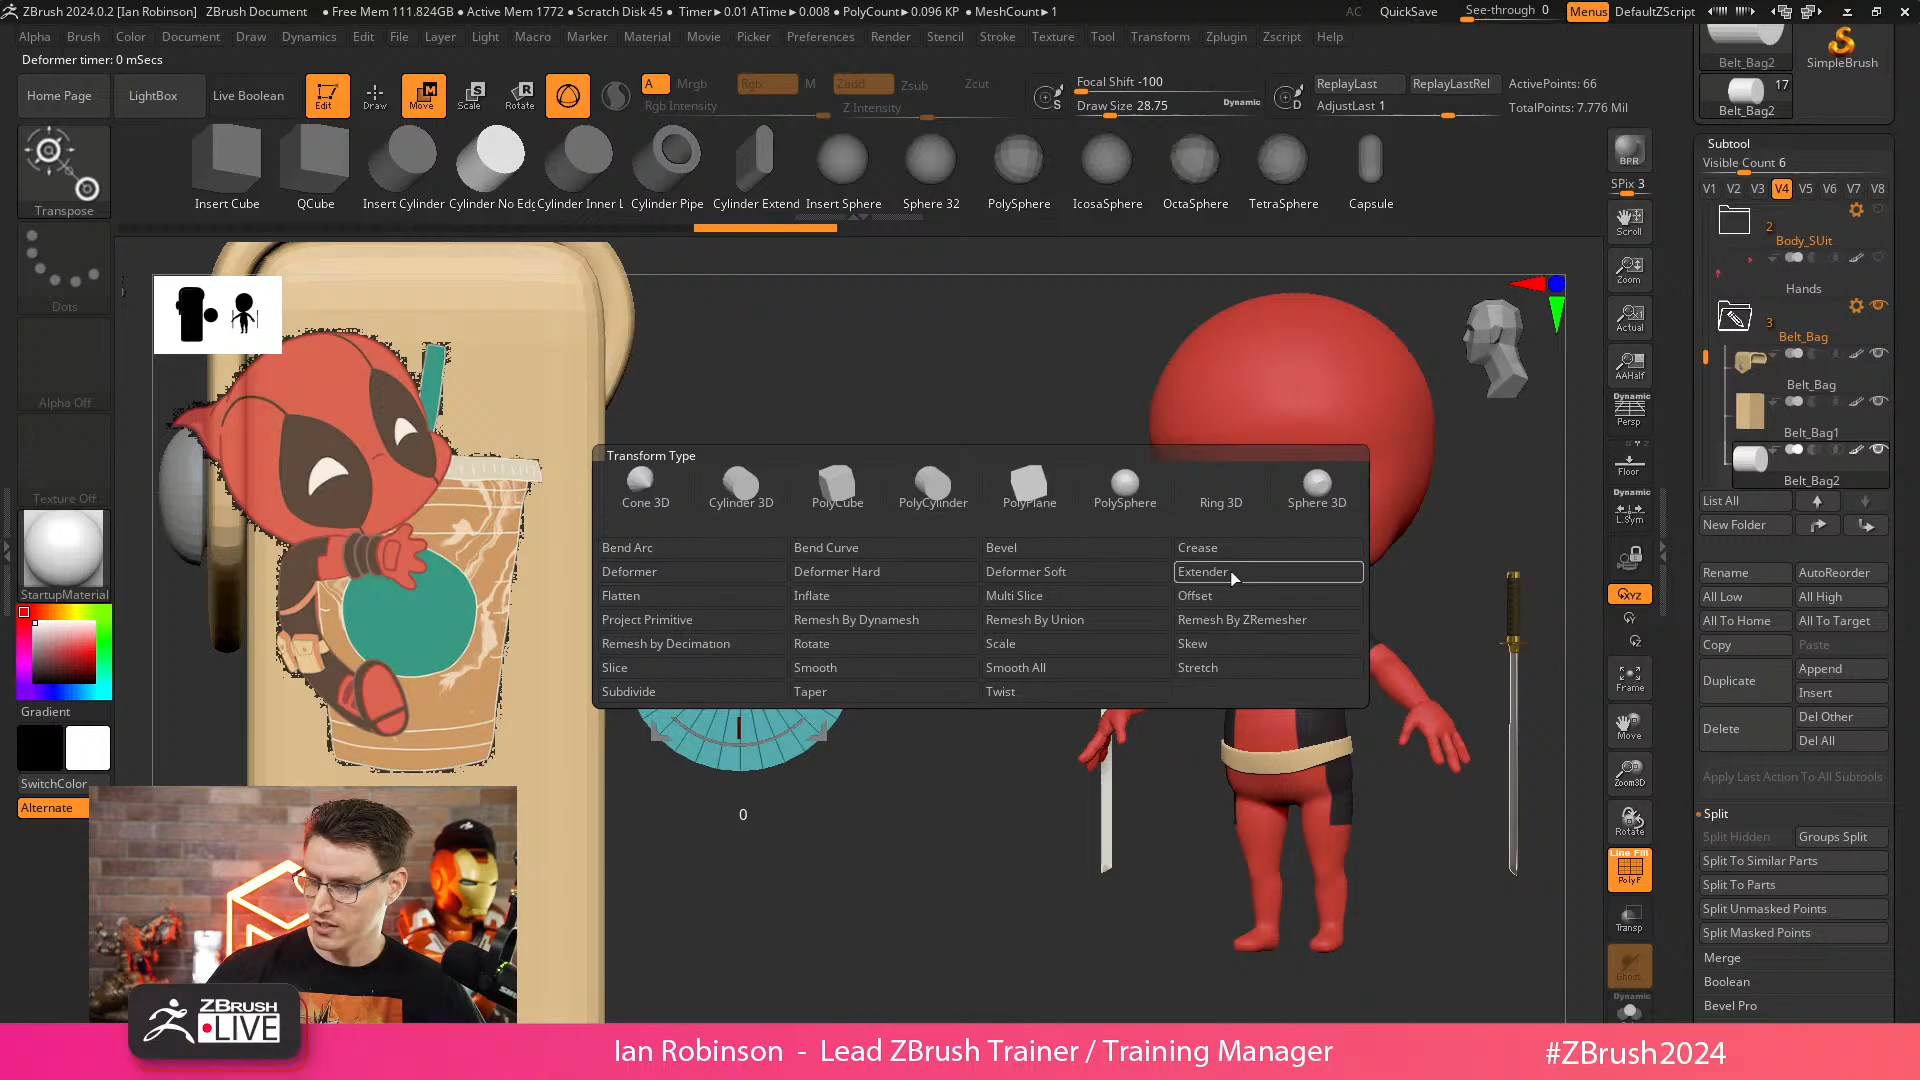 ZBrush 2024.0.2 [Ian Robinson] ZBrush Document ● Free Mem 111.824GB ● Active Mem 1772 ● Scratch Disk 45 ● Timer▶0.01 ATime▶0.008 ● PolyCount▶0.096 KP ● MeshCount▶1 AC QuickSave See-through 0 Menus DefaultZScript
Alpha Brush Color Document Draw Dynamics Edit File Layer Light Macro Marker Material Movie Picker Preferences Render Stencil Stroke Texture Tool Transform Zplugin Zscript Help
Deformer timer: 0 mSecs
Home Page LightBox Live Boolean Edit Draw Move Scale Rotate
A Mrgb Rgb M Zadd Zsub Zcut
Rgb Intensity Z Intensity
Focal Shift -100
Draw Size 28.75 Dynamic
S D
ReplayLast ReplayLastRel ActivePoints: 66
AdjustLast 1 TotalPoints: 7.776 Mil
Belt_Bag2
SimpleBrush
17
Belt_Bag2
Transpose
Insert Cube QCube Insert Cylinder Cylinder No Edg Cylinder Inner L Cylinder Pipe Cylinder Extend Insert Sphere Sphere 32 PolySphere IcosaSphere OctaSphere TetraSphere Capsule
Dots
Alpha Off
Texture Off
StartupMaterial
Gradient
SwitchColor
Alternate
Transform Type
Cone 3D Cylinder 3D PolyCube PolyCylinder PolyPlane PolySphere Ring 3D Sphere 3D
Bend Arc Bend Curve Bevel Crease
Deformer Deformer Hard Deformer Soft Extender
Flatten Inflate Multi Slice Offset
Project Primitive Remesh By Dynamesh Remesh By Union Remesh By ZRemesher
Remesh by Decimation Rotate Scale Skew
Slice Smooth Smooth All Stretch
Subdivide Taper Twist
0
BPR
SPix 3
Scroll
Zoom
Actual
AAHalf
Dynamic
Persp
Floor
Dynamic
L.Sym
XYZ
Frame
Move
Zoom3D
Rotate
Line Fill
PolyF
Transp
Ghost
Dynamic
Subtool
Visible Count 6
V1 V2 V3 V4 V5 V6 V7 V8
2
Body_SUit
Hands
3
Belt_Bag
Belt_Bag
Belt_Bag1
Belt_Bag2
List All
New Folder
Rename AutoReorder
All Low All High
All To Home All To Target
Copy Paste
Duplicate Append
Insert
Delete Del Other
Del All
Apply Last Action To All Subtools
Split
Split Hidden Groups Split
Split To Similar Parts
Split To Parts
Split Unmasked Points
Split Masked Points
Merge
Boolean
Bevel Pro
ZBRUSH
LIVE
Ian Robinson - Lead ZBrush Trainer / Training Manager
#ZBrush2024